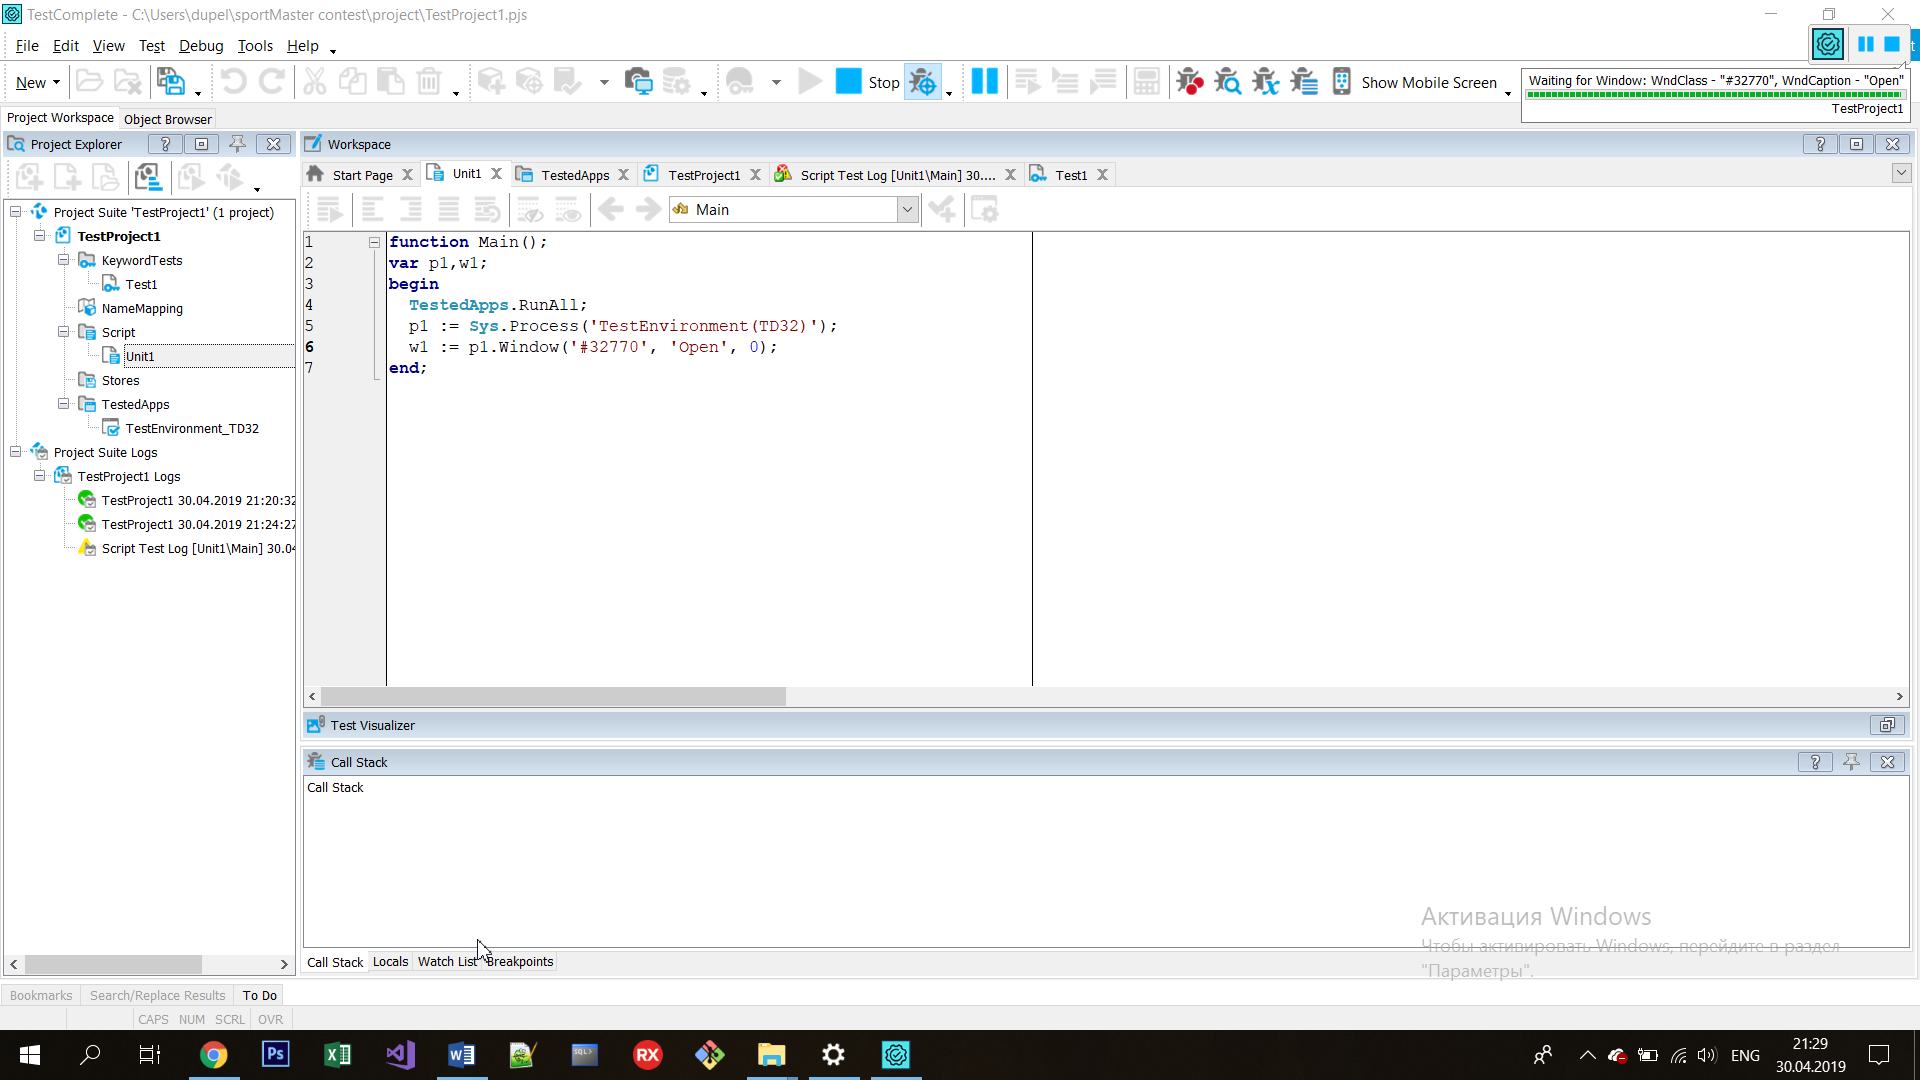 TestComplete - C:\Users\dupel\sportMaster contest\project\TestProject1.pjs
File Edit View Test Debug Tools Help
New Stop Show Mobile Screen
Waiting for Window: WndClass - "#32770", WndCaption - "Open"
TestProject1
Project Workspace Object Browser
Project Explorer
Workspace
Start Page Unit1 TestedApps TestProject1 Script Test Log [Unit1\Main] 30.... Test1
Main
Project Suite 'TestProject1' (1 project)
TestProject1
KeywordTests
Test1
NameMapping
Script
Unit1
Stores
TestedApps
TestEnvironment_TD32
Project Suite Logs
TestProject1 Logs
TestProject1 30.04.2019 21:20:32
TestProject1 30.04.2019 21:24:27
Script Test Log [Unit1\Main] 30.04
1 function Main();
2 var p1,w1;
3 begin
4 TestedApps.RunAll;
5 p1 := Sys.Process('TestEnvironment(TD32)');
6 w1 := p1.Window('#32770', 'Open', 0);
7 end;
Test Visualizer
Call Stack
Call Stack
Call Stack Locals Watch List Breakpoints
Активация Windows
Чтобы активировать Windows, перейдите в раздел
"Параметры".
Bookmarks Search/Replace Results To Do
CAPS NUM SCRL OVR
Ps SQL> RX ENG
21:29
30.04.2019